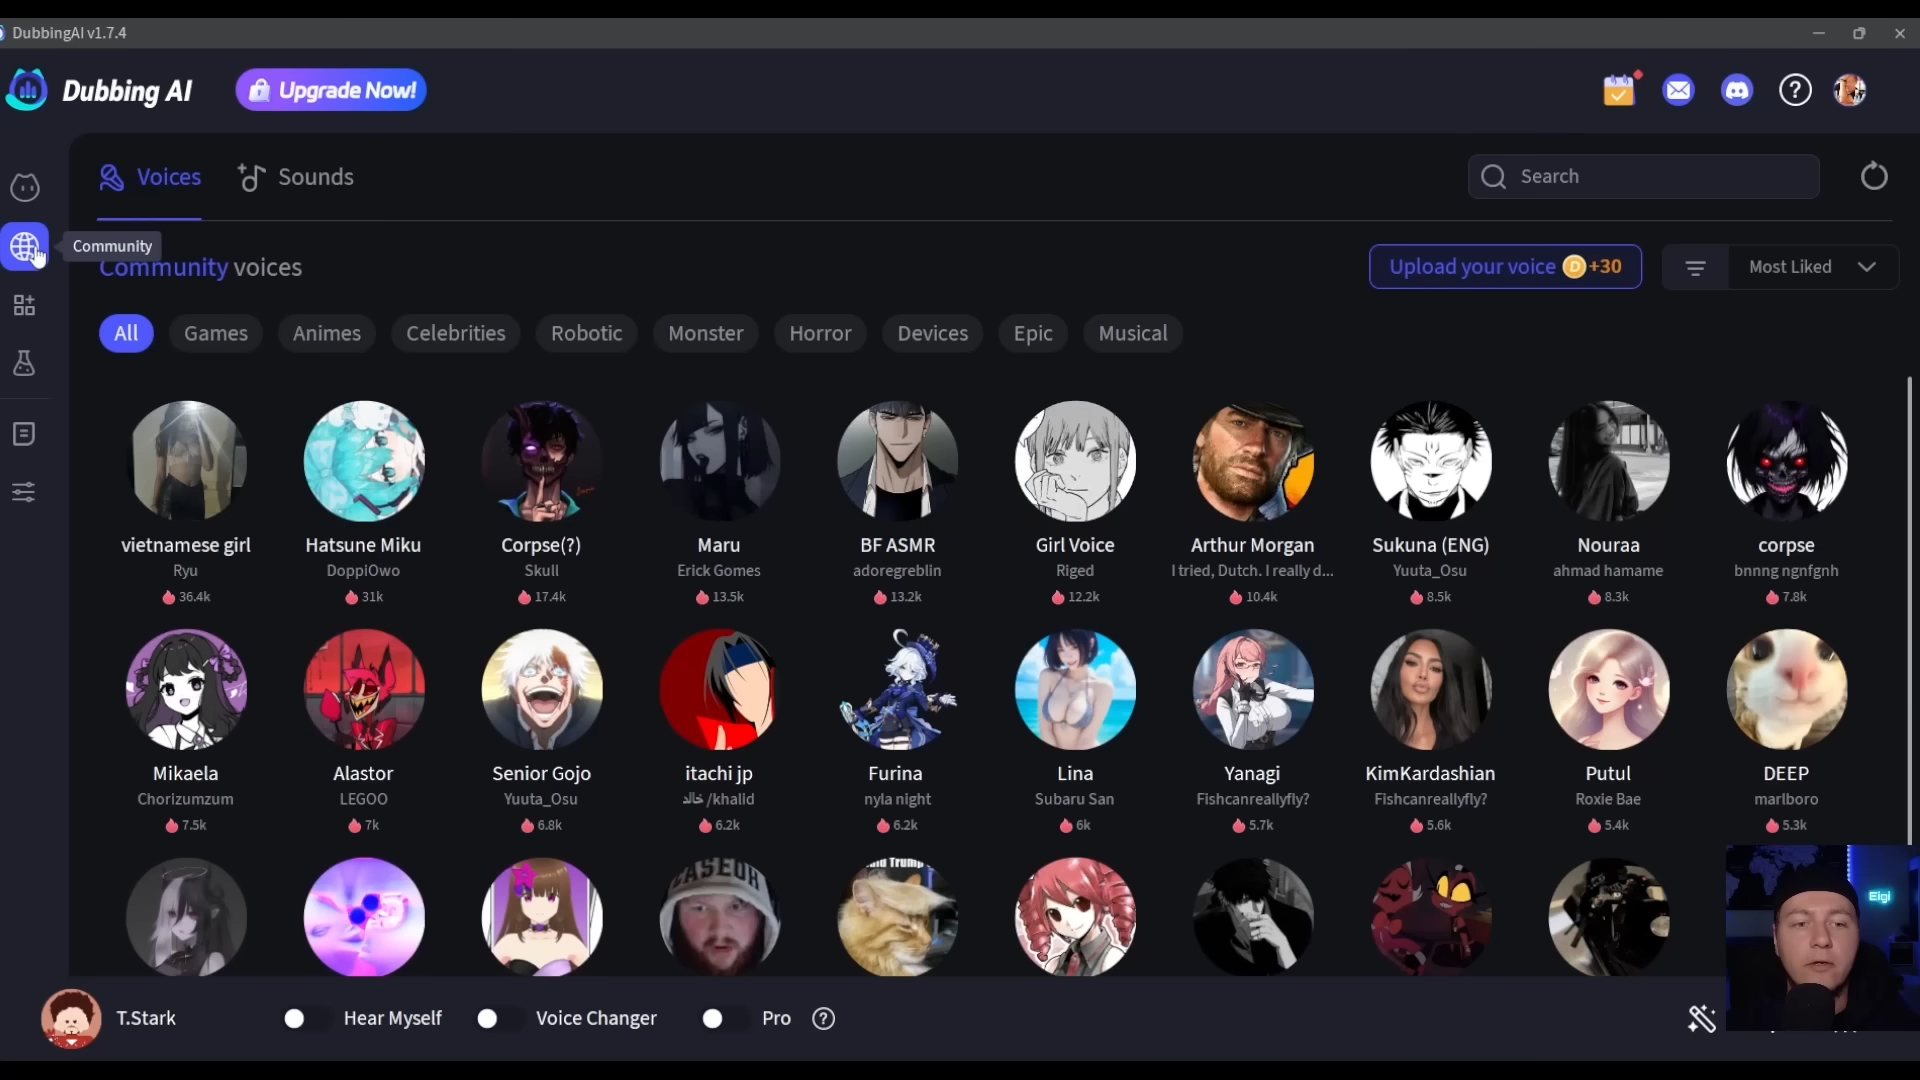 DubbingAI v1.7.4
Dubbing AI
Upgrade Now!
Voices
Sounds
Search
Community
Community voices
Upload your voice +30
Most Liked
All
Games
Animes
Celebrities
Robotic
Monster
Horror
Devices
Epic
Musical
vietnamese girl
Hatsune Miku
Corpse(?)
Maru
BF ASMR
Girl Voice
Arthur Morgan
Sukuna (ENG)
Nouraa
corpse
Ryu
DoppiOwo
Skull
Erick Gomes
adoregreblin
Riged
I tried, Dutch. I really d...
Yuuta_Osu
ahmad hamame
bnnng ngnfgnh
36.4k
31k
17.4k
13.5k
13.2k
12.2k
10.4k
8.5k
8.3k
7.8k
Mikaela
Alastor
Senior Gojo
itachi jp
Furina
Lina
Yanagi
KimKardashian
Putul
DEEP
Chorizumzum
LEGOO
Yuuta_Osu
خالد /khalid
nyla night
Subaru San
Fishcanreallyfly?
Fishcanreallyfly?
Roxie Bae
marlboro
7.5k
7k
6.8k
6.2k
6.2k
6k
5.7k
5.6k
5.4k
5.3k
CASEOH
Trump
Eigi
T.Stark
Hear Myself
Voice Changer
Pro